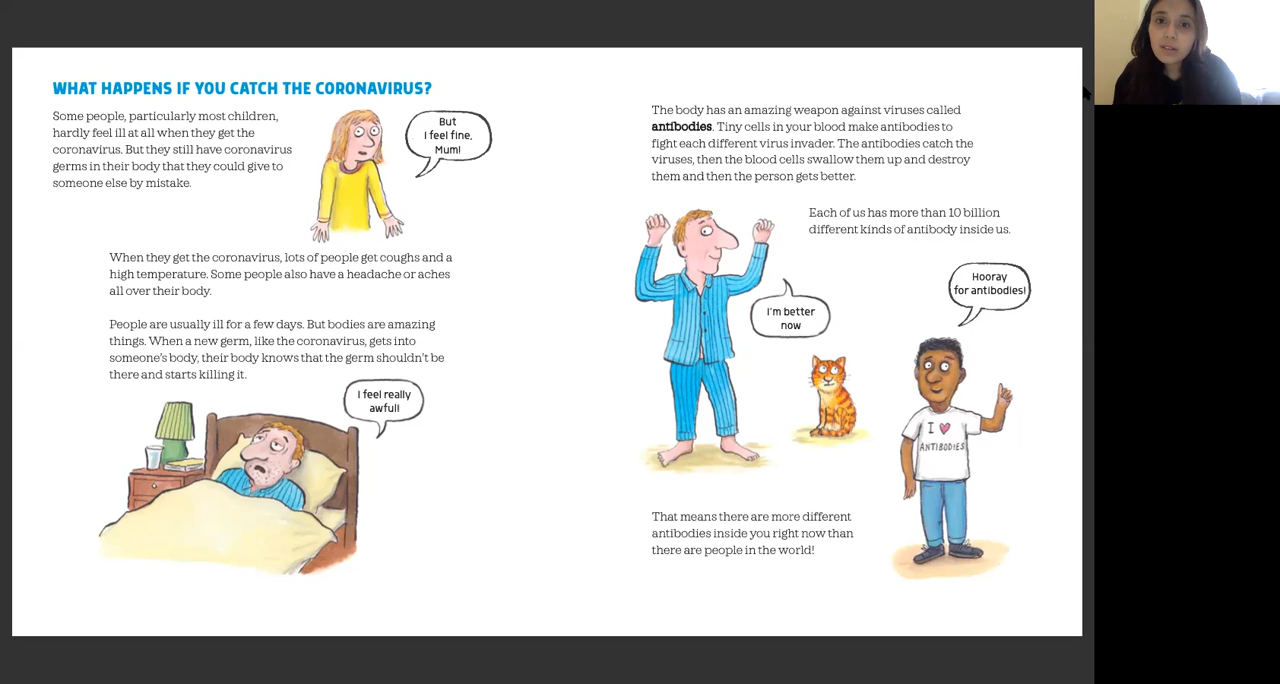 WHAT HAPPENS IF YOU CATCH THE CORONAVIRUS?
Some people, particularly most children,
hardly feel ill at all when they get the
coronavirus. But they still have coronavirus
germs in their body that they could give to
someone else by mistake.
But
I feel fine,
Mum!
When they get the coronavirus, lots of people get coughs and a
high temperature. Some people also have a headache or aches
all over their body.
People are usually ill for a few days. But bodies are amazing
things. When a new germ, like the coronavirus, gets into
someone's body, their body knows that the germ shouldn't be
there and starts killing it.
I feel really
awful!
The body has an amazing weapon against viruses called
antibodies. Tiny cells in your blood make antibodies to
fight each different virus invader. The antibodies catch the
viruses, then the blood cells swallow them up and destroy
them and then the person gets better.
Each of us has more than 10 billion
different kinds of antibody inside us.
Hooray
for antibodies!
I'm better
now
I ♥
ANTIBODIES
That means there are more different
antibodies inside you right now than
there are people in the world!